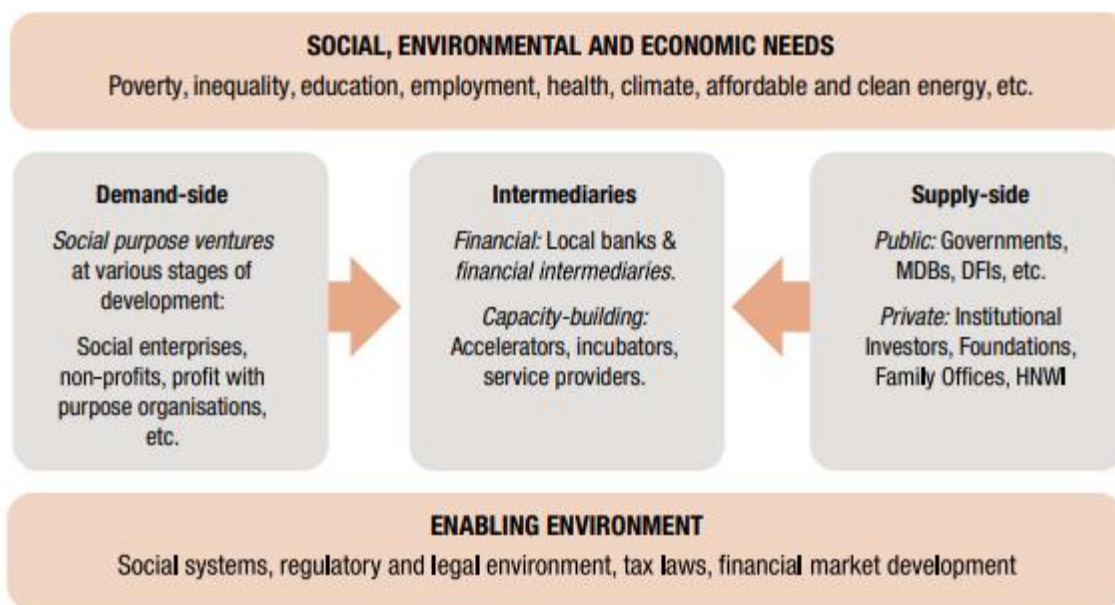 SOCIAL, ENVIRONMENTAL AND ECONOMIC NEEDS
Poverty, inequality, education, employment, health, climate, affordable and clean energy, etc.
Demand-side
Social purpose ventures
at various stages of
development:
Social enterprises,
non-profits, profit with
purpose organisations,
etc.
Intermediaries
Financial: Local banks &
financial intermediaries.
Capacity-building:
Accelerators, incubators,
service providers.
Supply-side
Public: Governments,
MDBs, DFIs, etc.
Private: Institutional
Investors, Foundations,
Family Offices, HNWI
ENABLING ENVIRONMENT
Social systems, regulatory and legal environment, tax laws, financial market development